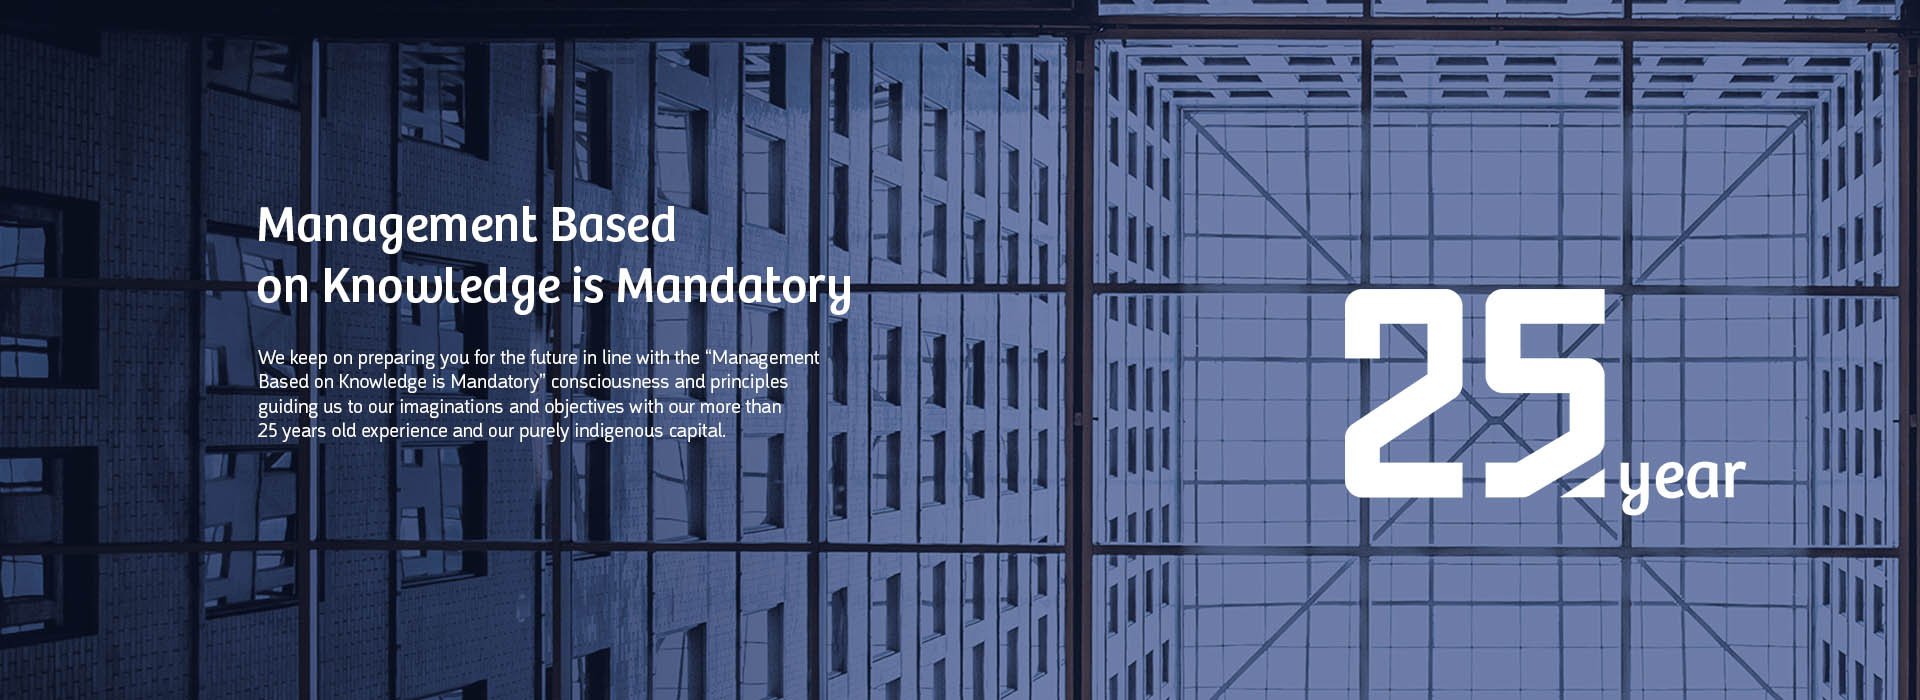 Management Based
on Knowledge is Mandatory
We keep on preparing you for the future in line with the “Management
Based on Knowledge is Mandatory” consciousness and principles
guiding us to our imaginations and objectives with our more than
25 years old experience and our purely indigenous capital.
25 year